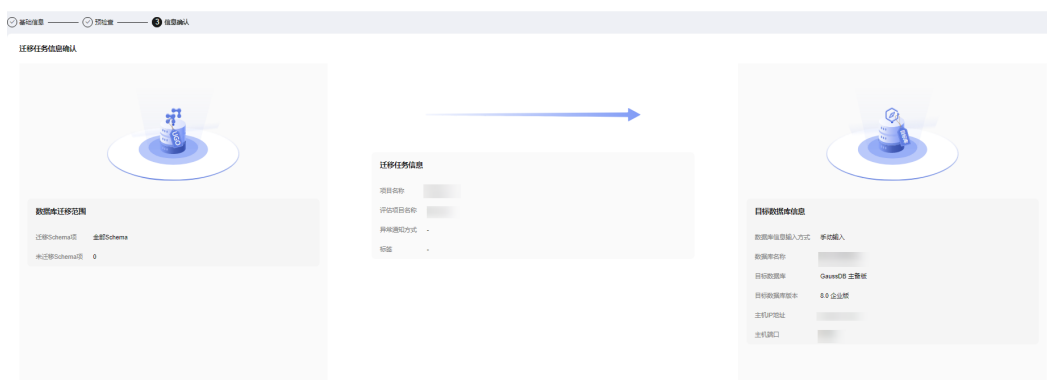 基础信息 预检查 3 信息确认
迁移任务信息确认
数据库迁移范围
迁移Schema项 全部Schema
未迁移Schema项 0
迁移任务信息
项目名称
评估项目名称
异常通知方式 -
标签 -
目标数据库信息
数据库信息输入方式 手动输入
数据库名称
目标数据库 GaussDB 主备版
目标数据库版本 8.0 企业版
主机IP地址
主机端口